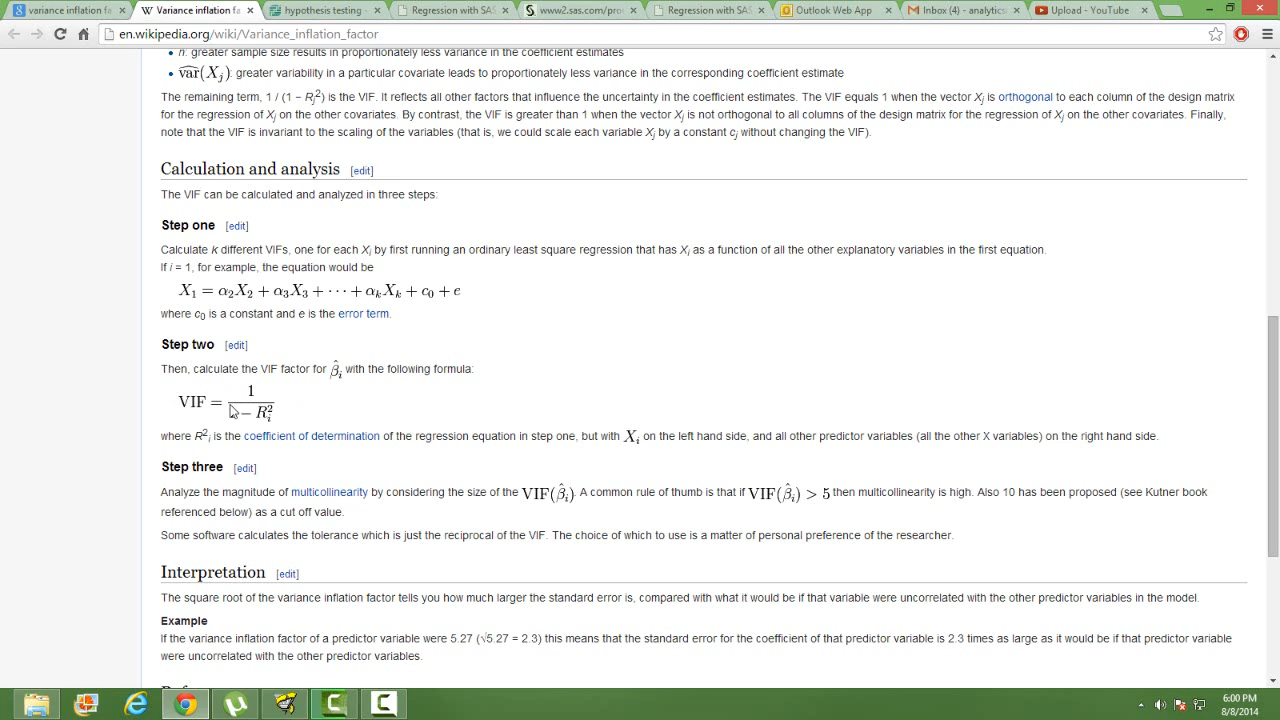 variance inflation fa
Variance inflation fa
hypothesis testing -
Regression with SAS
www2.sas.com/proc
Regression with SAS
Outlook Web App
Inbox (4) - analytics
Upload - YouTube
en.wikipedia.org/wiki/Variance_inflation_factor
• n: greater sample size results in proportionately less variance in the coefficient estimates
• var̂(Xj): greater variability in a particular covariate leads to proportionately less variance in the corresponding coefficient estimate
The remaining term, 1 / (1 − Rj²) is the VIF. It reflects all other factors that influence the uncertainty in the coefficient estimates. The VIF equals 1 when the vector Xj is orthogonal to each column of the design matrix
for the regression of Xj on the other covariates. By contrast, the VIF is greater than 1 when the vector Xj is not orthogonal to all columns of the design matrix for the regression of Xj on the other covariates. Finally,
note that the VIF is invariant to the scaling of the variables (that is, we could scale each variable Xj by a constant cj without changing the VIF).
Calculation and analysis [edit]
The VIF can be calculated and analyzed in three steps:
Step one [edit]
Calculate k different VIFs, one for each Xi by first running an ordinary least square regression that has Xi as a function of all the other explanatory variables in the first equation.
If i = 1, for example, the equation would be
X1 = α2X2 + α3X3 + · · · + αkXk + c0 + e
where c0 is a constant and e is the error term.
Step two [edit]
Then, calculate the VIF factor for β̂i with the following formula:
1
VIF =
− Ri²
where R²i is the coefficient of determination of the regression equation in step one, but with Xi on the left hand side, and all other predictor variables (all the other X variables) on the right hand side.
Step three [edit]
Analyze the magnitude of multicollinearity by considering the size of the VIF(β̂i). A common rule of thumb is that if VIF(β̂i) > 5 then multicollinearity is high. Also 10 has been proposed (see Kutner book
referenced below) as a cut off value.
Some software calculates the tolerance which is just the reciprocal of the VIF. The choice of which to use is a matter of personal preference of the researcher.
Interpretation [edit]
The square root of the variance inflation factor tells you how much larger the standard error is, compared with what it would be if that variable were uncorrelated with the other predictor variables in the model.
Example
If the variance inflation factor of a predictor variable were 5.27 (√5.27 = 2.3) this means that the standard error for the coefficient of that predictor variable is 2.3 times as large as it would be if that predictor variable
were uncorrelated with the other predictor variables.
6:00 PM
8/8/2014